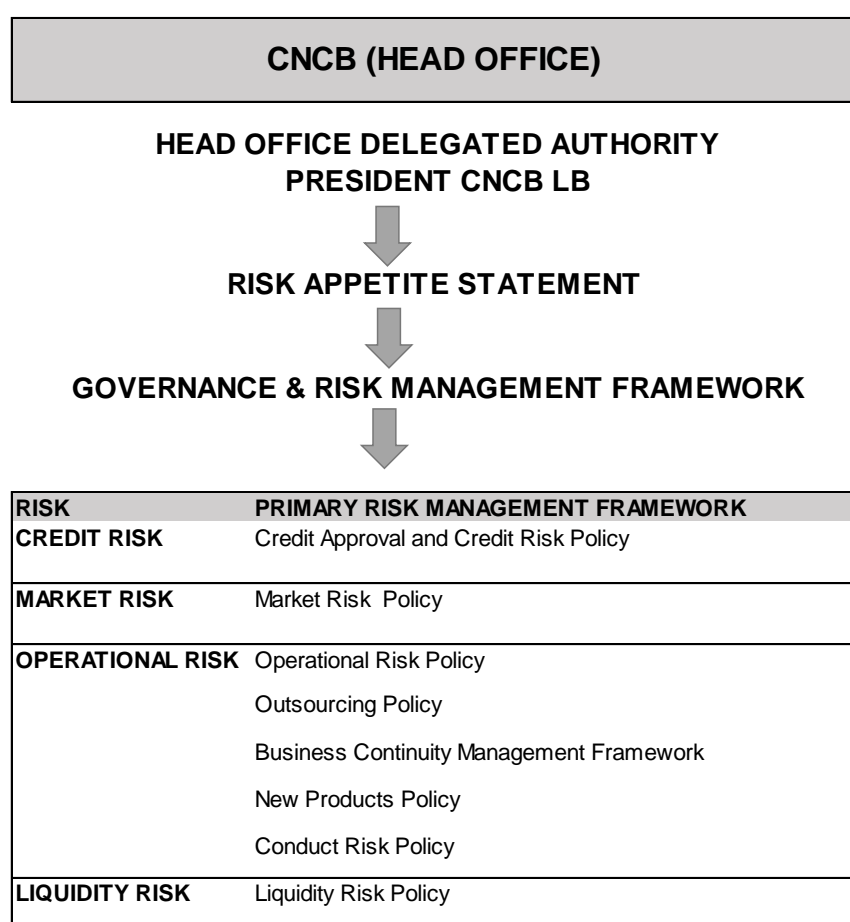 CNCB (HEAD OFFICE)
HEAD OFFICE DELEGATED AUTHORITY
PRESIDENT CNCB LB
RISK APPETITE STATEMENT
GOVERNANCE & RISK MANAGEMENT FRAMEWORK
RISK PRIMARY RISK MANAGEMENT FRAMEWORK
CREDIT RISK Credit Approval and Credit Risk Policy
MARKET RISK Market Risk Policy
OPERATIONAL RISK Operational Risk Policy
Outsourcing Policy
Business Continuity Management Framework
New Products Policy
Conduct Risk Policy
LIQUIDITY RISK Liquidity Risk Policy